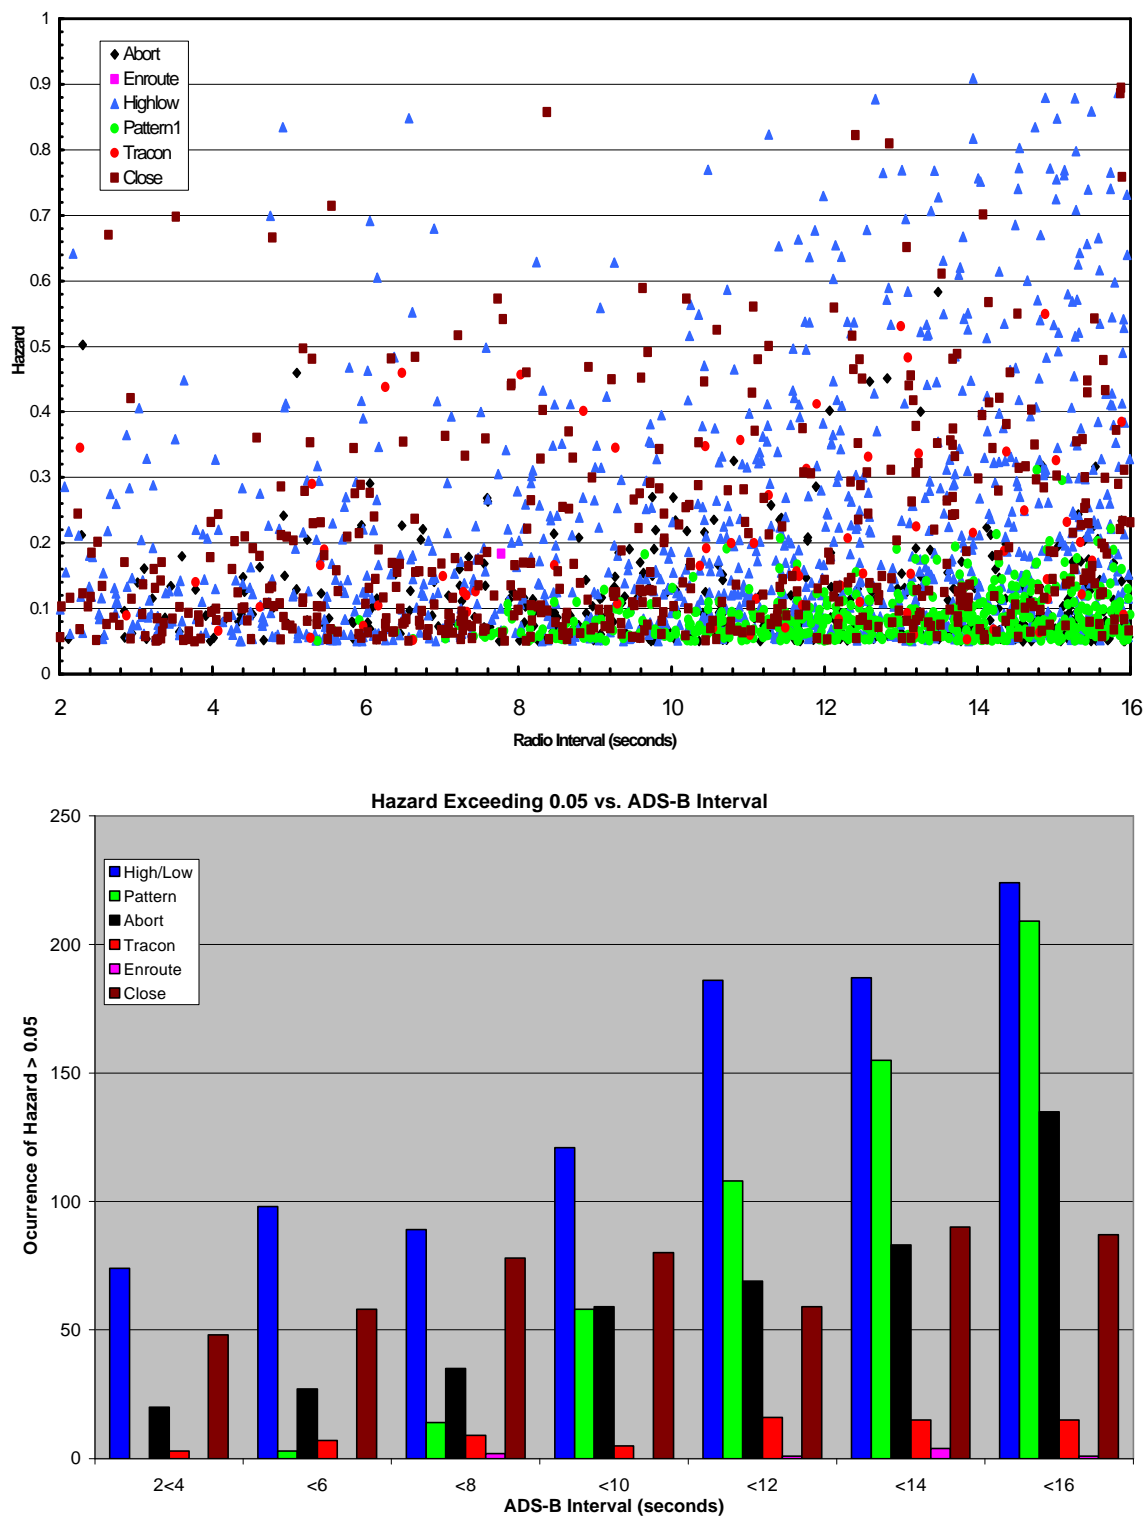 1
0.9
0.8
0.7
0.6
0.5
0.4
0.3
0.2
0.1
0
Hazard
Abort
Enroute
Highlow
Pattern1
Tracon
Close
2 4 6 8 10 12 14 16
Radio Interval (seconds)
Hazard Exceeding 0.05 vs. ADS-B Interval
250
200
150
100
50
0
Ocurrence of Hazard > 0.05
High/Low
Pattern
Abort
Tracon
Enroute
Close
2<4 <6 <8 <10 <12 <14 <16
ADS-B Interval (seconds)